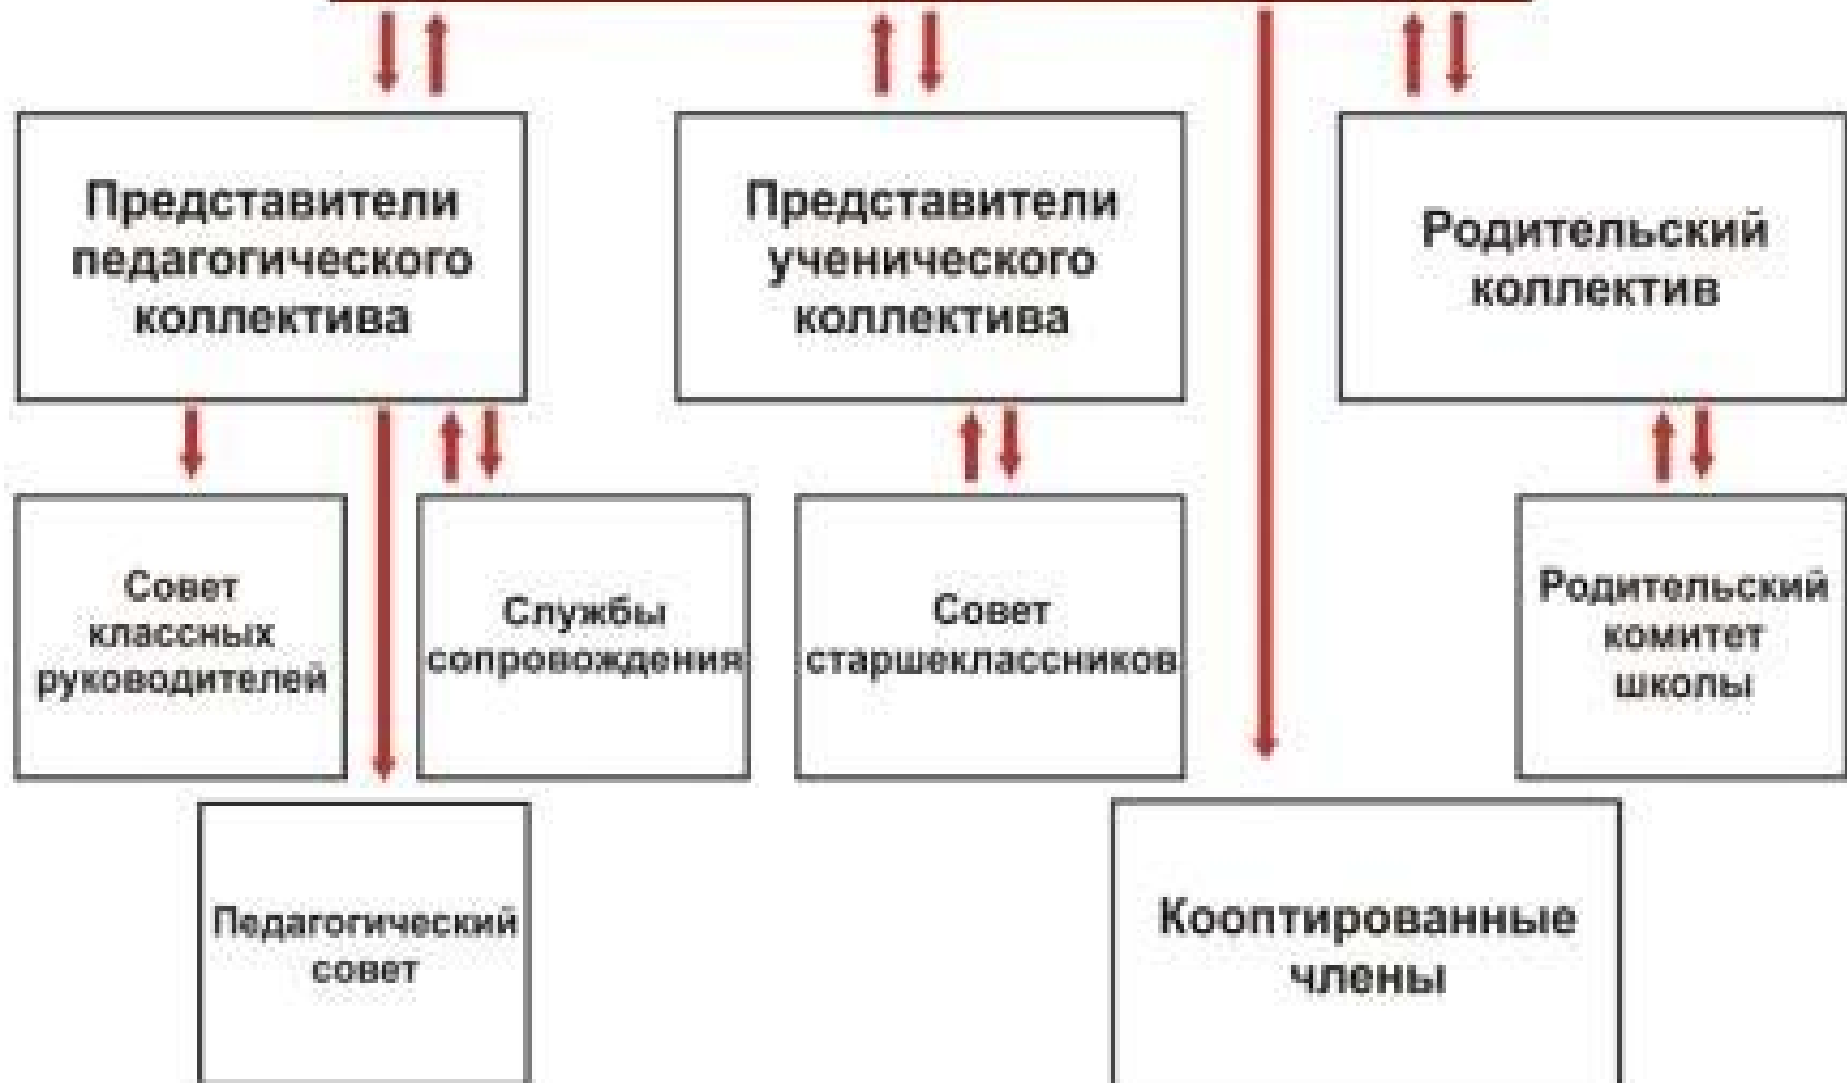 Представители
педагогического
коллектива
Представители
ученического
коллектива
Родительский
коллектив
Совет
классных
руководителей
Службы
сопровождения
Совет
старшеклассников
Родительский
комитет
школы
Педагогический
совет
Кооптированные
члены